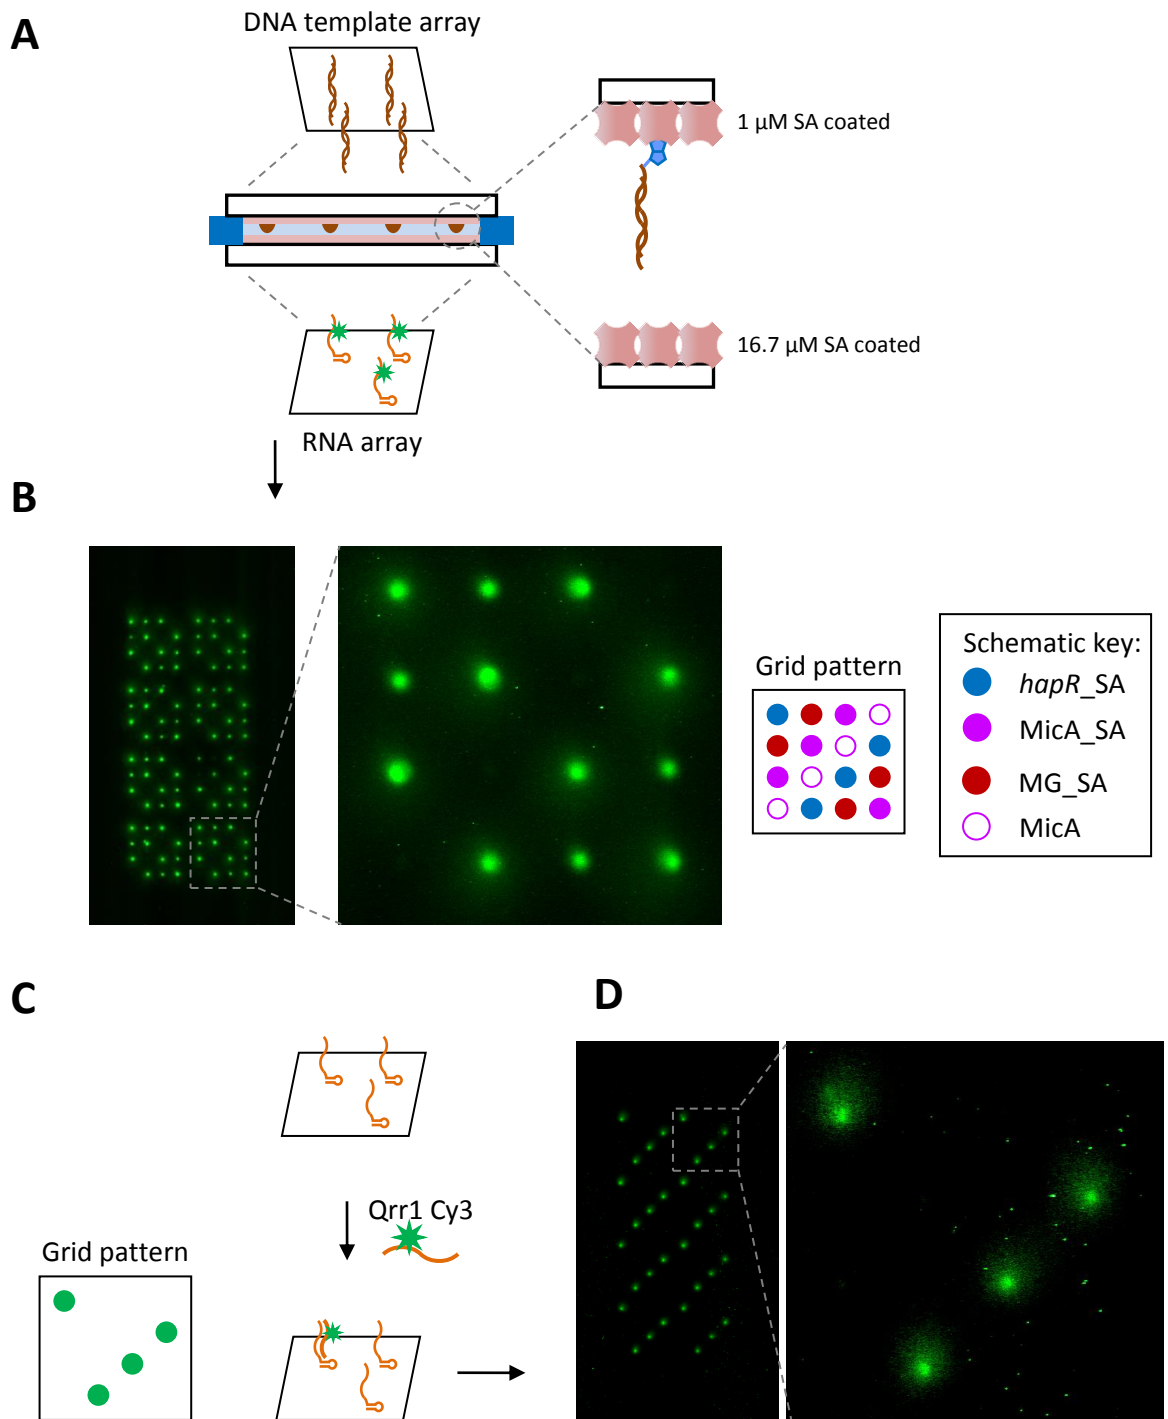 A
DNA template array
1 µM SA coated
16.7 µM SA coated
RNA array
B
Grid pattern
Schematic key:
hapR_SA
MicA_SA
MG_SA
MicA
C
D
Qrr1 Cy3
Grid pattern